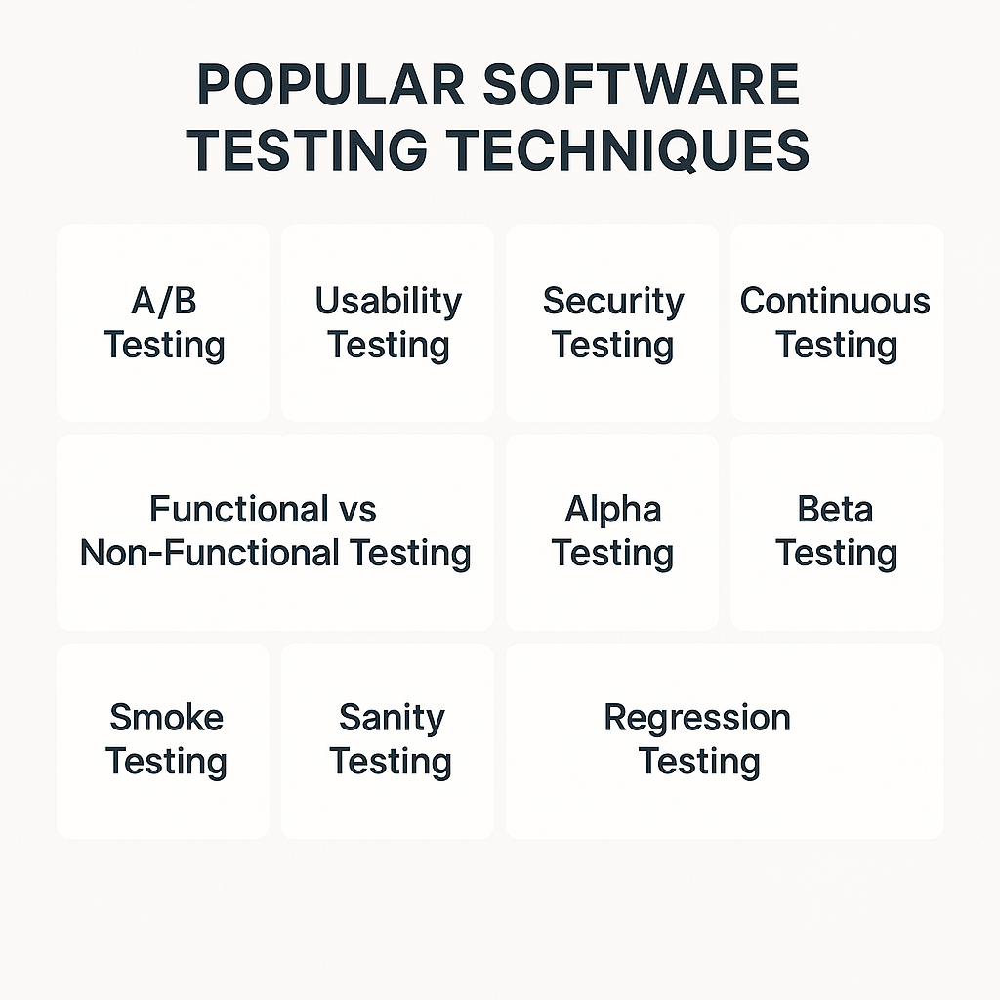 POPULAR SOFTWARE
TESTING TECHNIQUES
A/B
Testing
Usability
Testing
Security
Testing
Continuous
Testing
Functional vs
Non-Functional Testing
Alpha
Testing
Beta
Testing
Smoke
Testing
Sanity
Testing
Regression
Testing